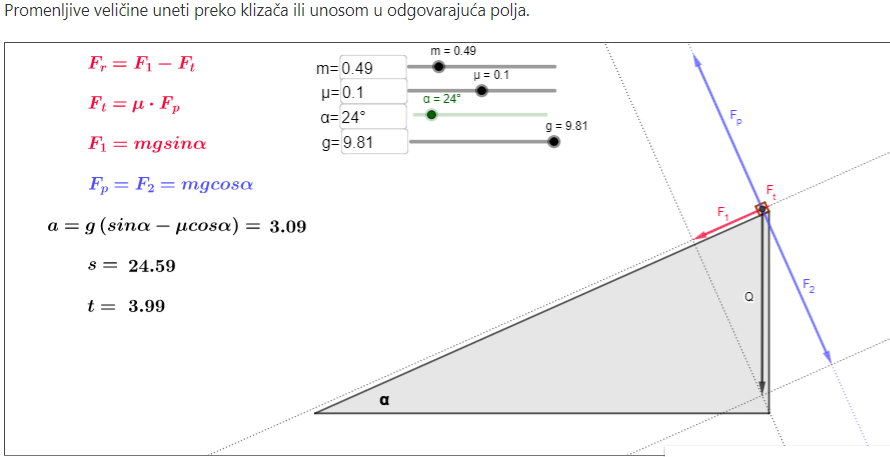 Promenljive veličine uneti preko klizača ili unosom u odgovarajuća polja.
F_r = F_1 − F_t
F_t = μ · F_p
F_1 = mgsinα
F_p = F_2 = mgcosα
a = g (sinα − μcosα) = 3.09
s = 24.59
t = 3.99
m=0.49
μ=0.1
α=24°
g=9.81
m = 0.49
μ = 0.1
α = 24°
g = 9.81
F_p
F_t
F_1
F_2
Q
α